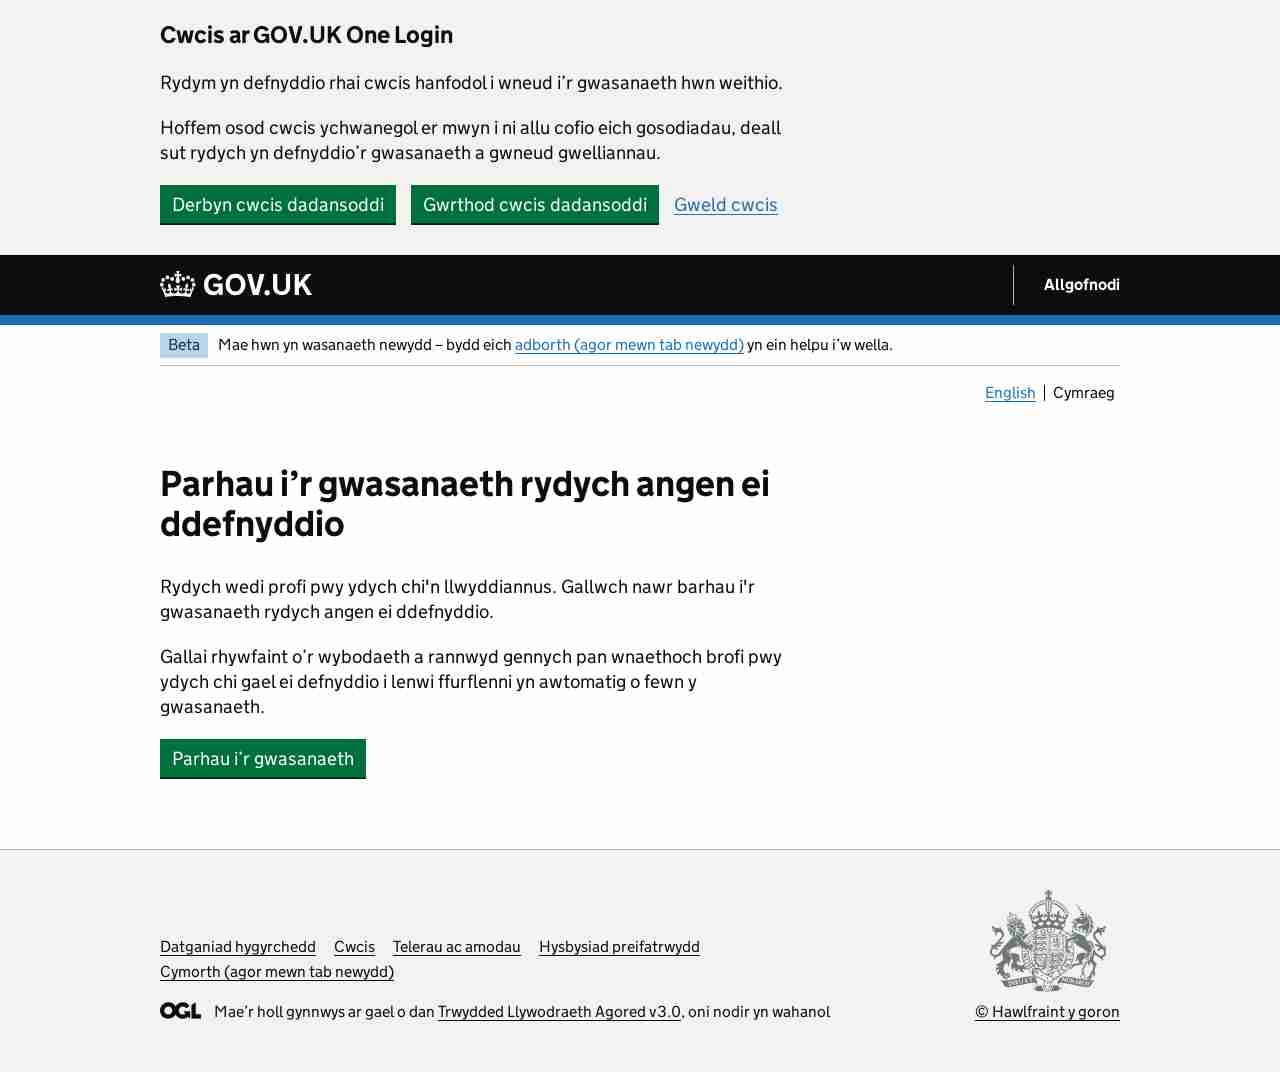 Cwcis ar GOV.UK One Login
Rydym yn defnyddio rhai cwcis hanfodol i wneud i’r gwasanaeth hwn weithio.
Hoffem osod cwcis ychwanegol er mwyn i ni allu cofio eich gosodiadau, deall
sut rydych yn defnyddio’r gwasanaeth a gwneud gwelliannau.
Derbyn cwcis dadansoddi Gwrthod cwcis dadansoddi Gweld cwcis
GOV.UK Allgofnodi
Beta Mae hwn yn wasanaeth newydd – bydd eich adborth (agor mewn tab newydd) yn ein helpu i’w wella.
English Cymraeg
Parhau i’r gwasanaeth rydych angen ei
ddefnyddio
Rydych wedi profi pwy ydych chi'n llwyddiannus. Gallwch nawr barhau i'r
gwasanaeth rydych angen ei ddefnyddio.
Gallai rhywfaint o’r wybodaeth a rannwyd gennych pan wnaethoch brofi pwy
ydych chi gael ei defnyddio i lenwi ffurflenni yn awtomatig o fewn y
gwasanaeth.
Parhau i’r gwasanaeth
Datganiad hygyrchedd Cwcis Telerau ac amodau Hysbysiad preifatrwydd
Cymorth (agor mewn tab newydd)
OGL Mae’r holl gynnwys ar gael o dan Trwydded Llywodraeth Agored v3.0, oni nodir yn wahanol
© Hawlfraint y goron